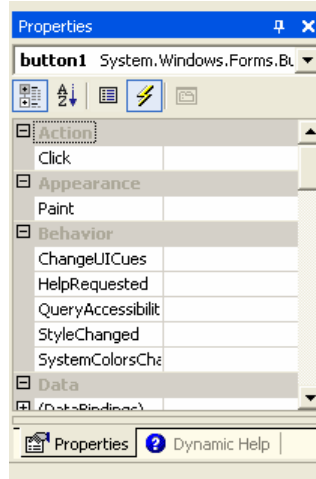 Properties
button1 System.Windows.Forms.Bu
Action
Click
Appearance
Paint
Behavior
ChangeUICues
HelpRequested
QueryAccessibilit
StyleChanged
SystemColorsCha
Data
(DataBindings)
Properties Dynamic Help